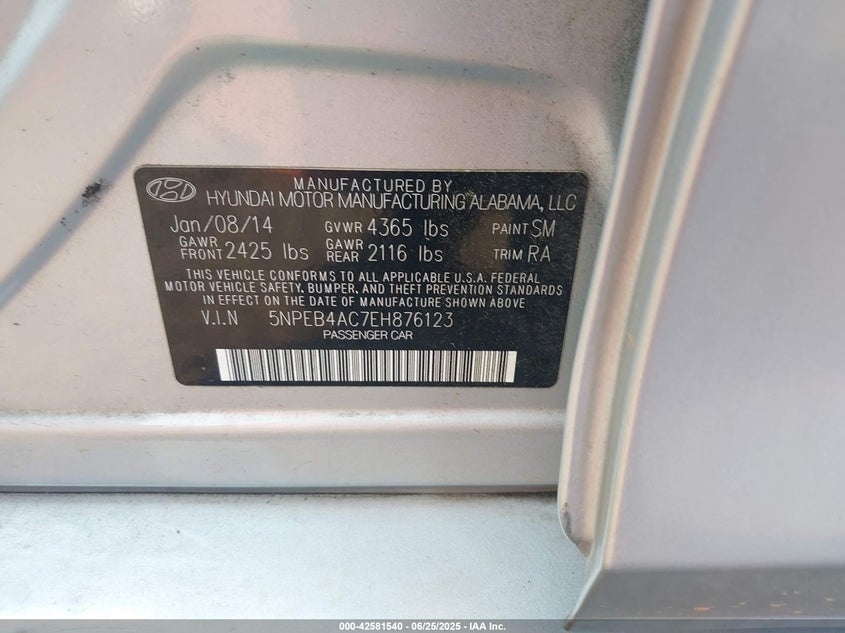 MANUFACTURED BY
HYUNDAI MOTOR MANUFACTURING ALABAMA, LLC
Jan/08/14 GVWR 4365 lbs PAINT SM
GAWR FRONT 2425 lbs GAWR REAR 2116 lbs TRIM RA
THIS VEHICLE CONFORMS TO ALL APPLICABLE U.S.A. FEDERAL
MOTOR VEHICLE SAFETY, BUMPER, AND THEFT PREVENTION STANDARDS
IN EFFECT ON THE DATE OF MANUFACTURE SHOWN ABOVE
V.I.N 5NPEB4AC7EH876123
PASSENGER CAR
000-42581540 - 06/25/2025 - IAA Inc.